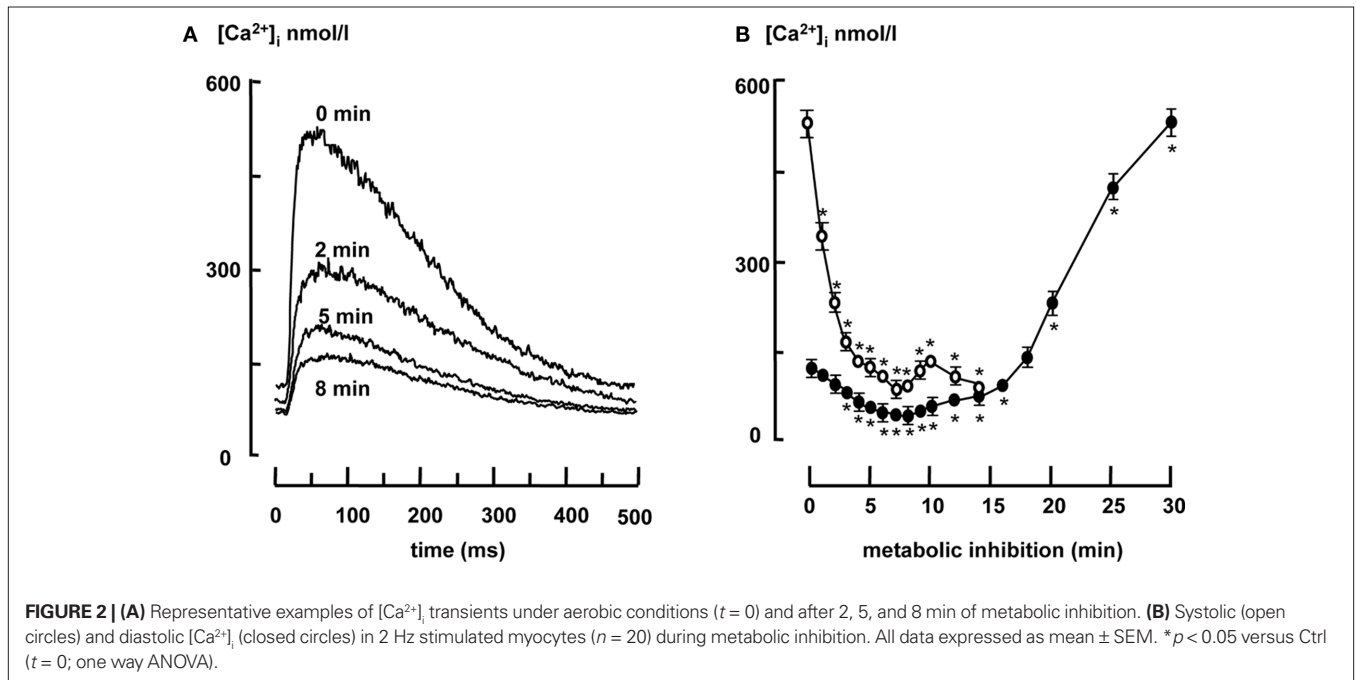 A [Ca²⁺]ᵢ nmol/l
600
300
0
0 min
2 min
5 min
8 min
0 100 200 300 400 500
time (ms)
B [Ca²⁺]ᵢ nmol/l
600
300
0
* * * * * * * * * * * *
* * * * * * * * * * * * * *
0 5 10 15 20 25 30
metabolic inhibition (min)
FIGURE 2 | (A) Representative examples of [Ca²⁺]ᵢ transients under aerobic conditions (t = 0) and after 2, 5, and 8 min of metabolic inhibition. (B) Systolic (open
circles) and diastolic [Ca²⁺]ᵢ (closed circles) in 2 Hz stimulated myocytes (n = 20) during metabolic inhibition. All data expressed as mean ± SEM. *p < 0.05 versus Ctrl
(t = 0; one way ANOVA).